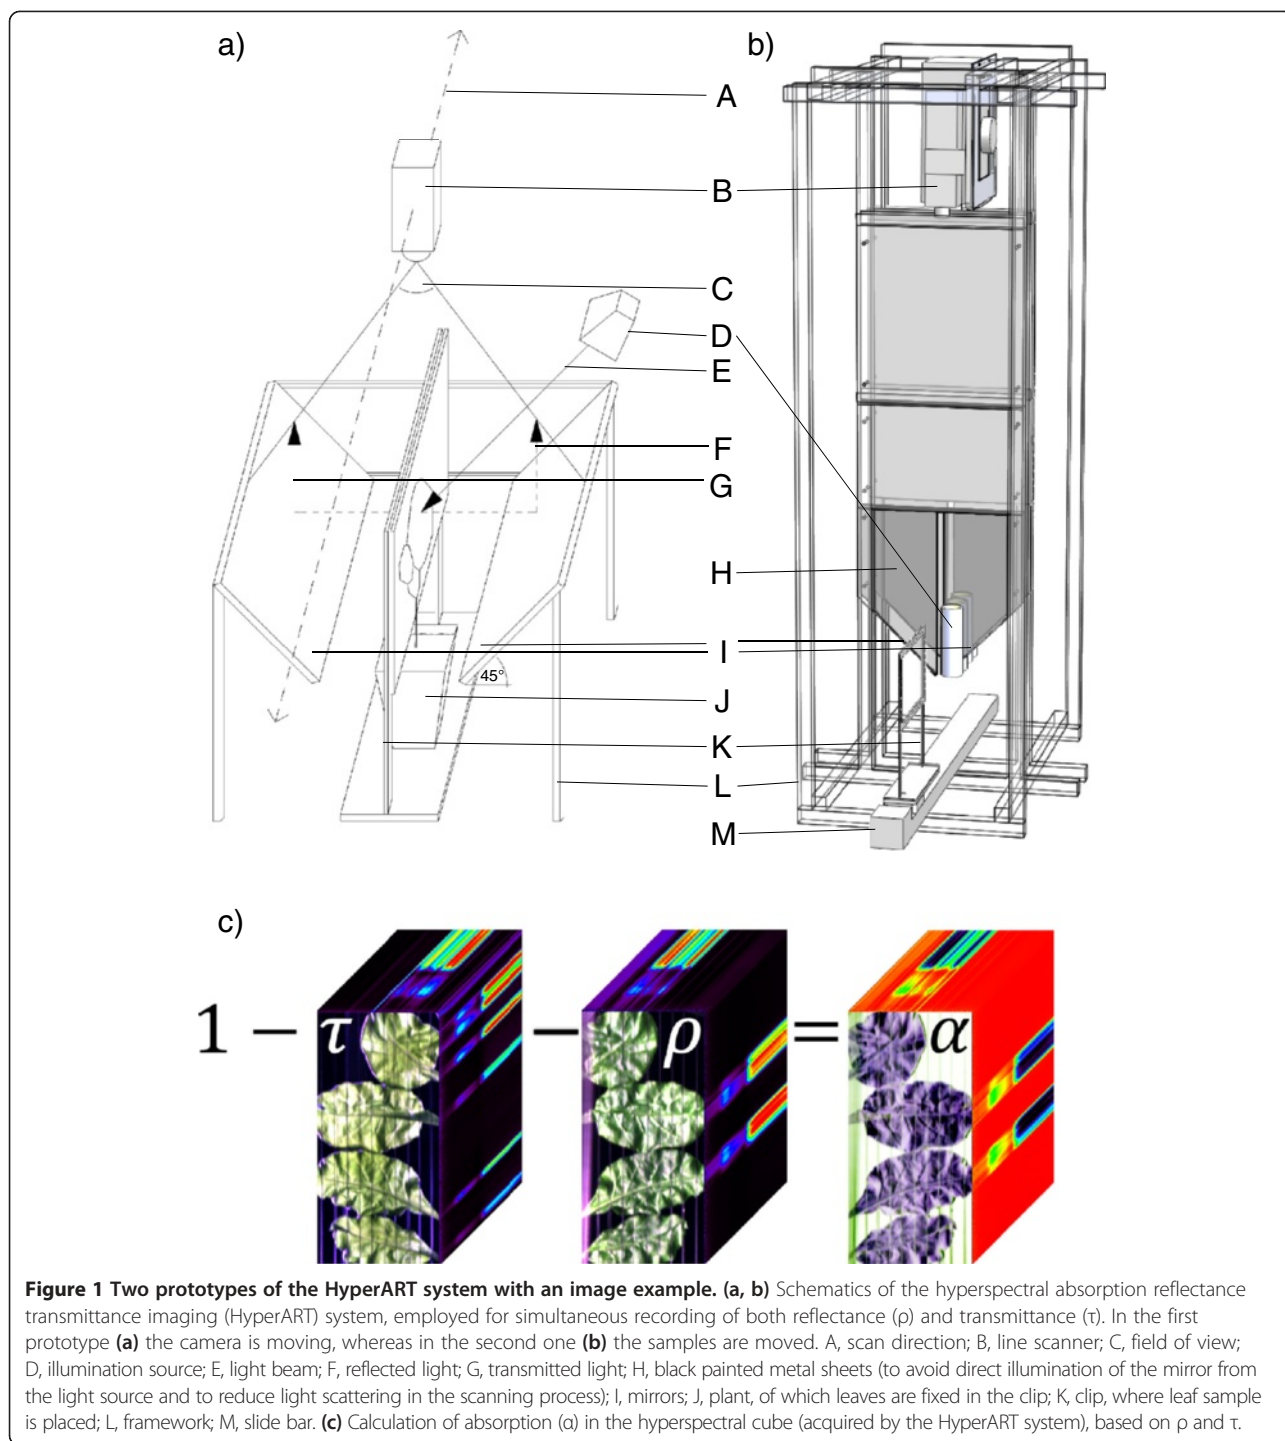 a)
b)
A
B
C
D
E
F
G
H
I
45°
J
K
L
M
c)
1 − τ − ρ = α
Figure 1 Two prototypes of the HyperART system with an image example. (a, b) Schematics of the hyperspectral absorption reflectance
transmittance imaging (HyperART) system, employed for simultaneous recording of both reflectance (ρ) and transmittance (τ). In the first
prototype (a) the camera is moving, whereas in the second one (b) the samples are moved. A, scan direction; B, line scanner; C, field of view;
D, illumination source; E, light beam; F, reflected light; G, transmitted light; H, black painted metal sheets (to avoid direct illumination of the mirror from
the light source and to reduce light scattering in the scanning process); I, mirrors; J, plant, of which leaves are fixed in the clip; K, clip, where leaf sample
is placed; L, framework; M, slide bar. (c) Calculation of absorption (α) in the hyperspectral cube (acquired by the HyperART system), based on ρ and τ.